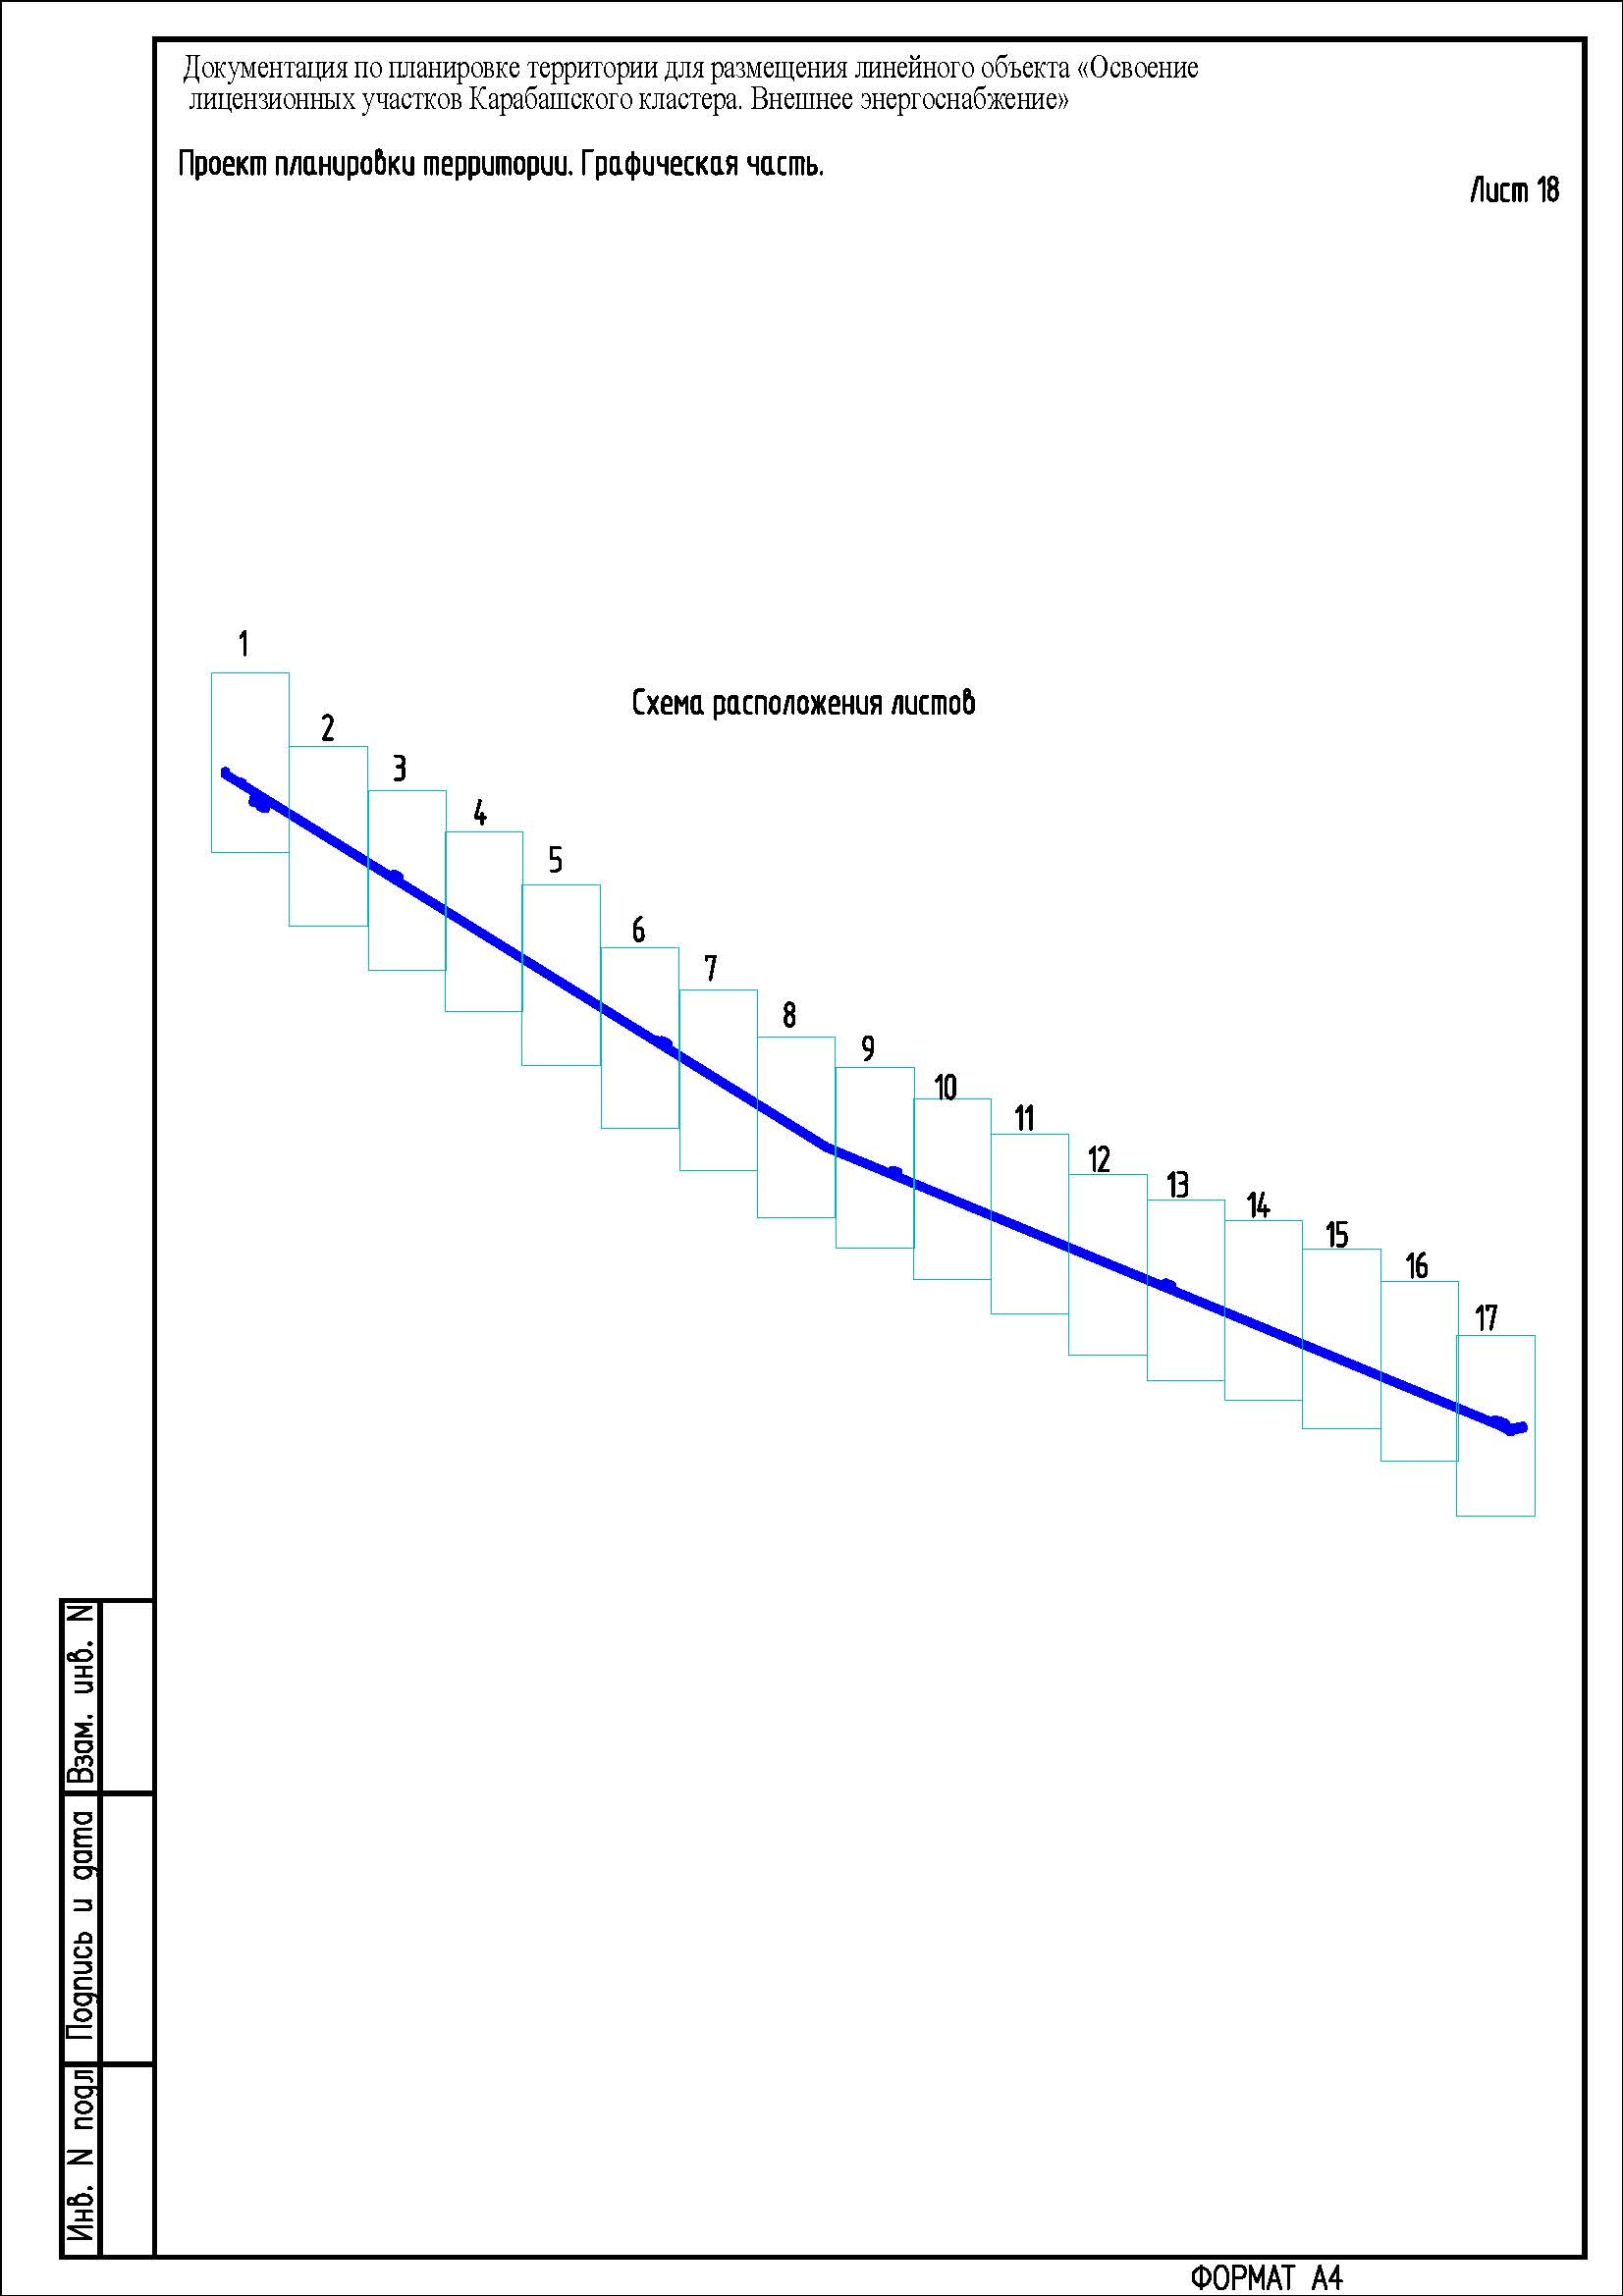 Документация по планировке территории для размещения линейного объекта «Освоение
лицензионных участков Карабашского кластера. Внешнее энергоснабжение»
Проект планировки территории. Графическая часть.
Лист 18
1
Схема расположения листов
2
3
4
5
6
7
8
9
10
11
12
13
14
15
16
17
Взам. инв. N
Подпись и дата
Инв. N подл
ФОРМАТ А4